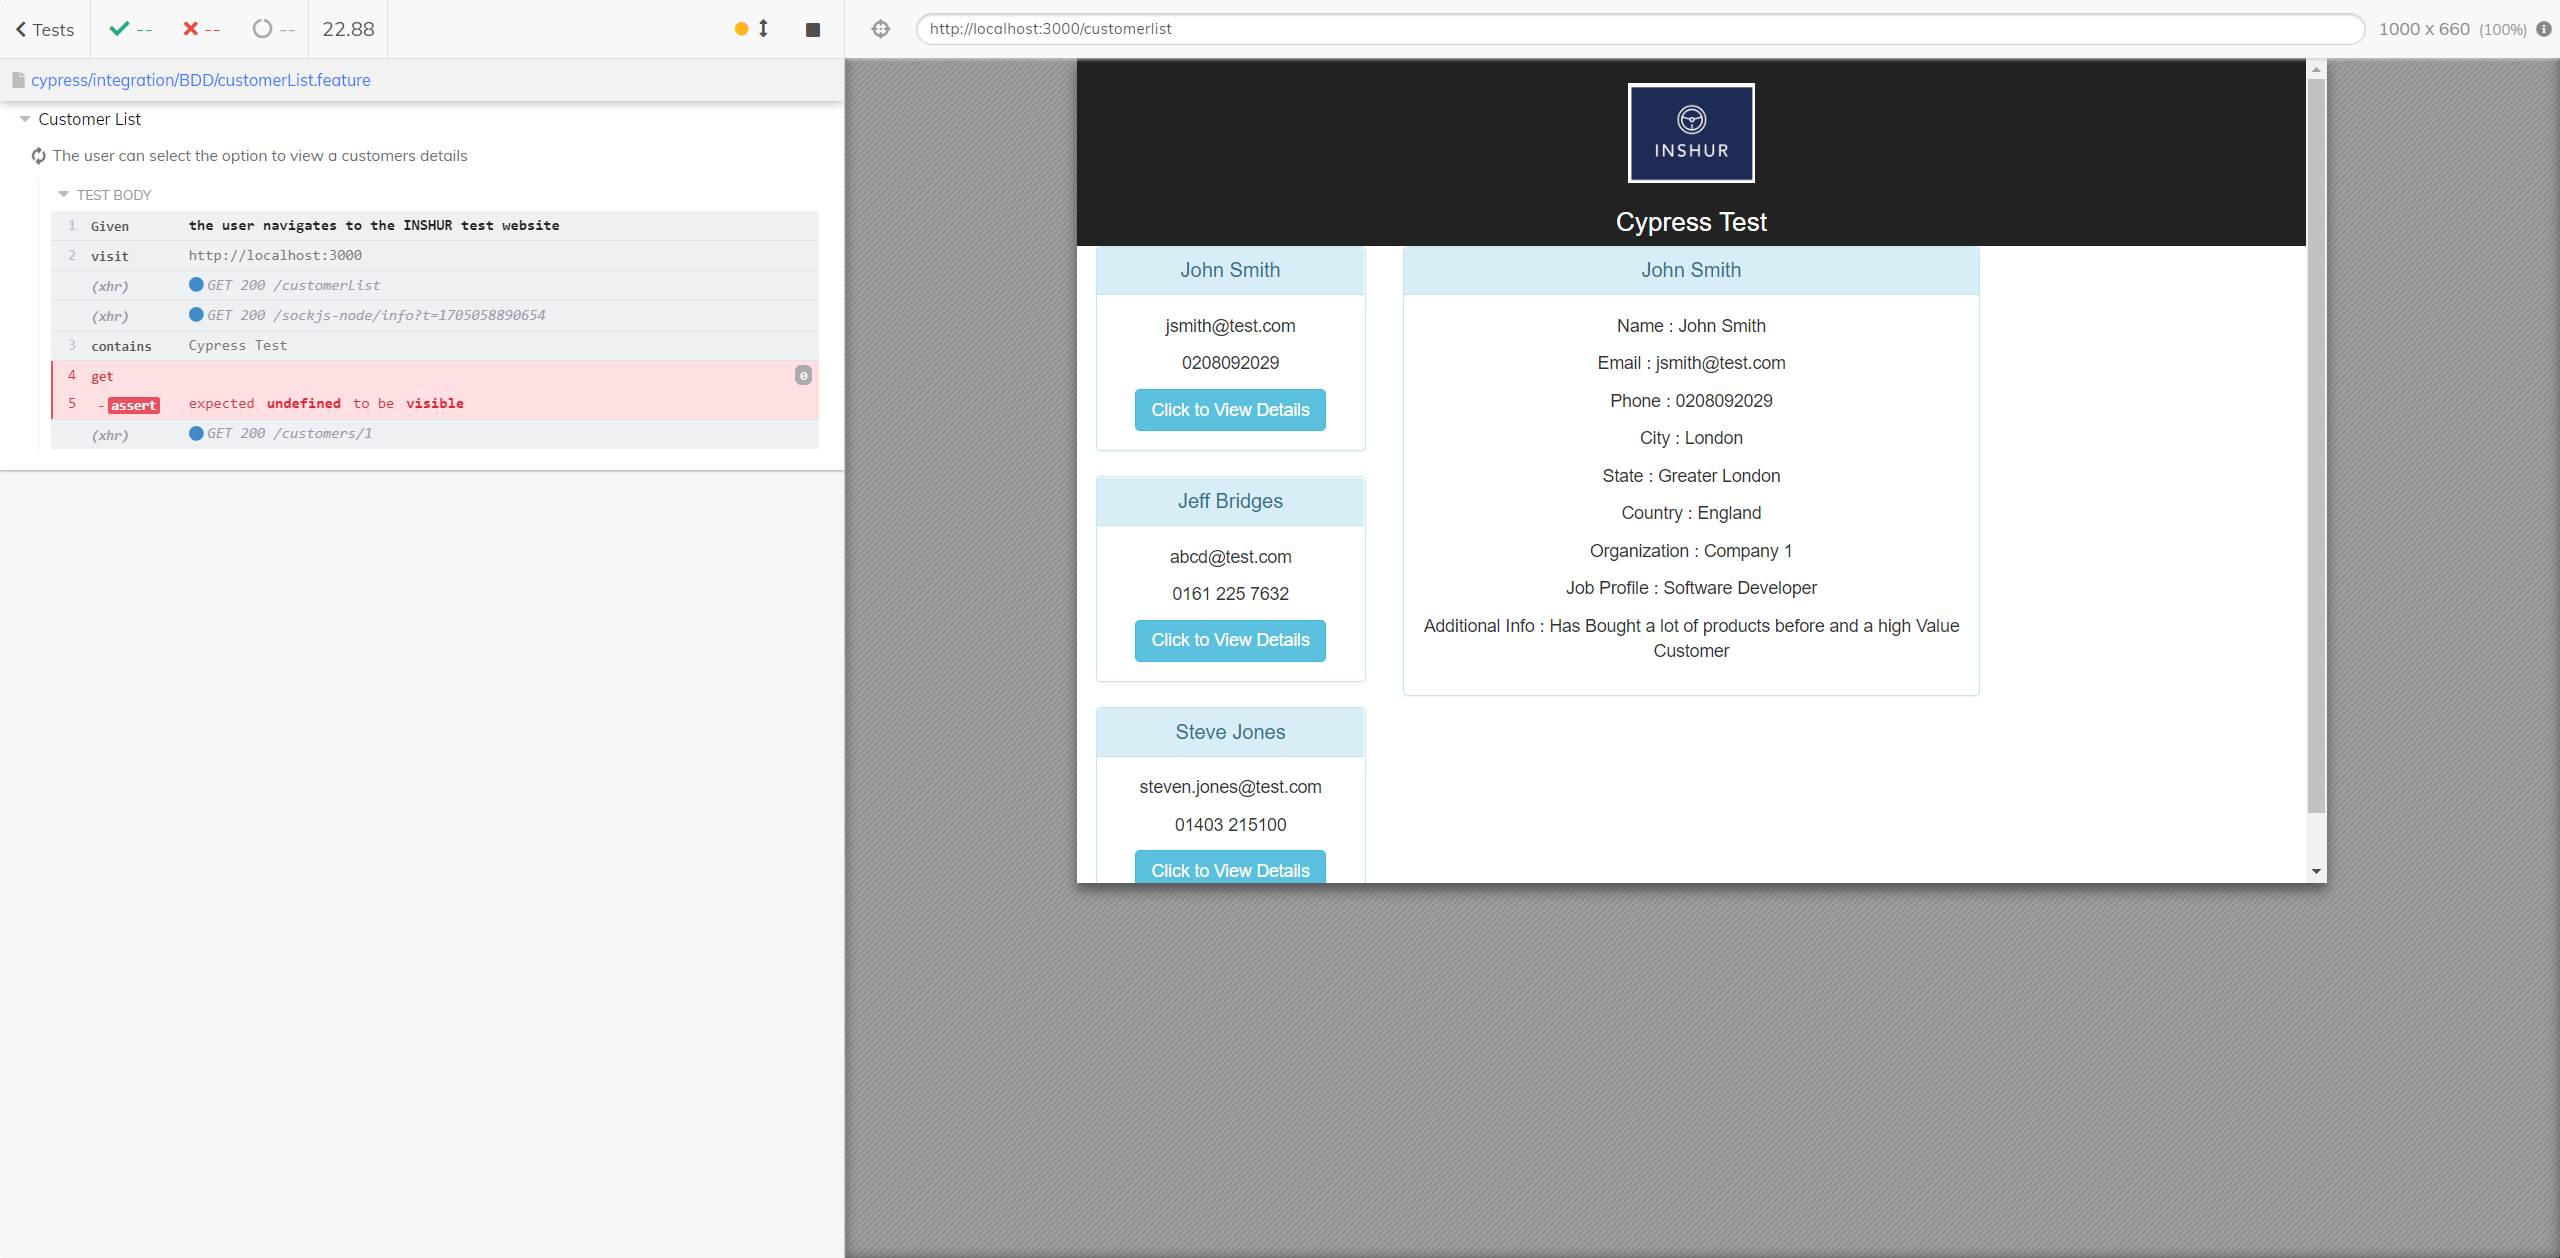 Tests -- -- -- 22.88
cypress/integration/BDD/customerList.feature
Customer List
The user can select the option to view a customers details
TEST BODY
1 Given the user navigates to the INSHUR test website
2 visit http://localhost:3000
(xhr) GET 200 /customerList
(xhr) GET 200 /sockjs-node/info?t=1705058890654
3 contains Cypress Test
4 get 0
5 -assert expected undefined to be visible
(xhr) GET 200 /customers/1
http://localhost:3000/customerlist 1000 x 660 (100%)
INSHUR
Cypress Test
John Smith
jsmith@test.com
0208092029
Click to View Details
Jeff Bridges
abcd@test.com
0161 225 7632
Click to View Details
Steve Jones
steven.jones@test.com
01403 215100
Click to View Details
John Smith
Name : John Smith
Email : jsmith@test.com
Phone : 0208092029
City : London
State : Greater London
Country : England
Organization : Company 1
Job Profile : Software Developer
Additional Info : Has Bought a lot of products before and a high Value
Customer